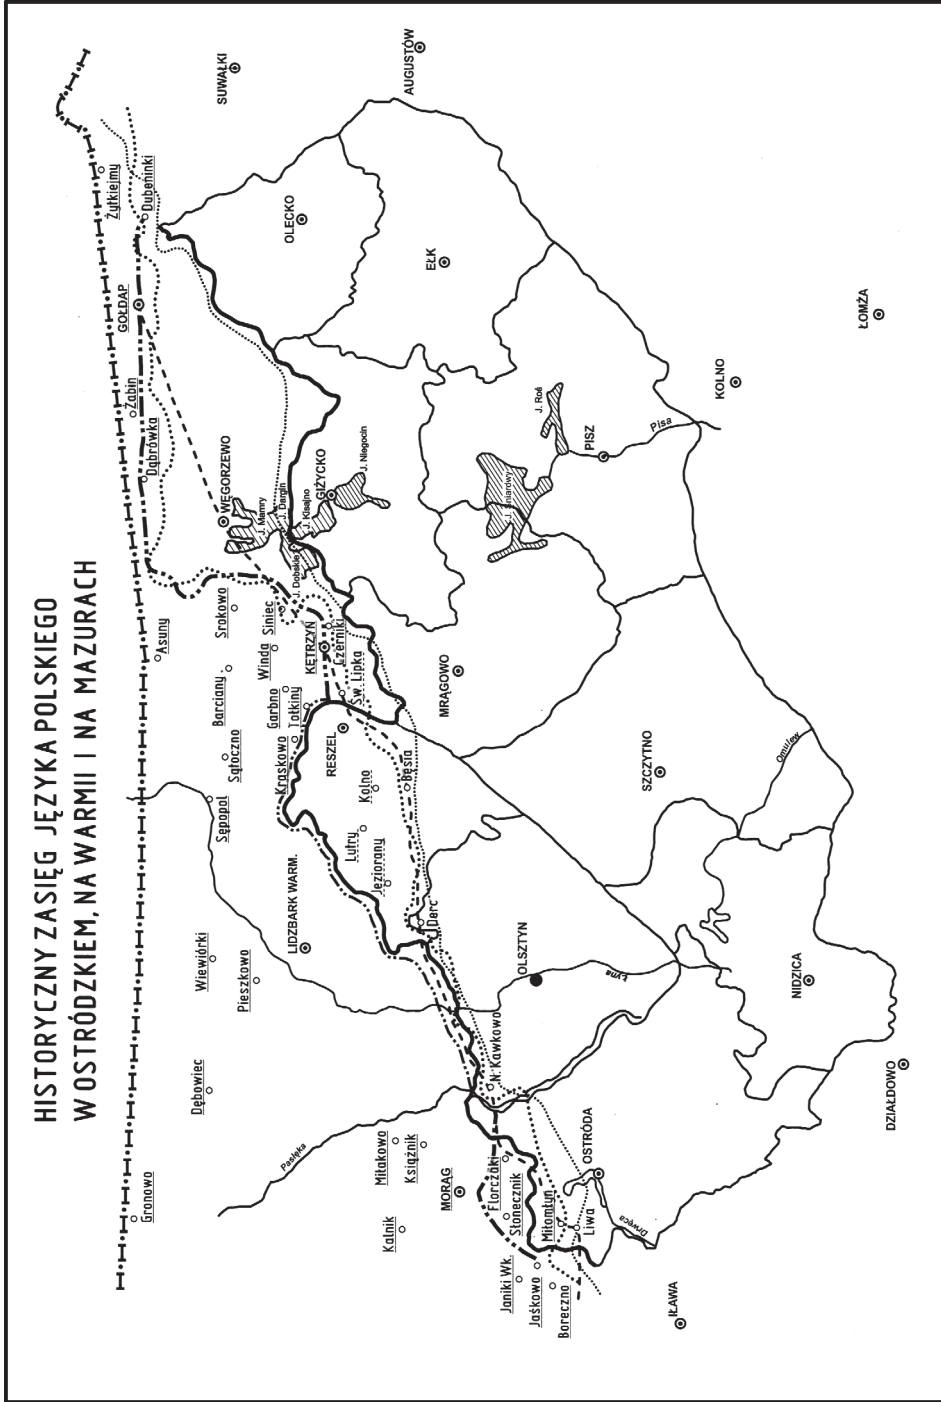 HISTORYCZNY ZASIĘG JĘZYKA POLSKIEGO
W OSTRÓDZKIEM, NA WARMII I NA MAZURACH
Gronowo
Asuny
Dąbrówka
Żabin
GOŁDAP
Dubeninki
Żytkiejmy
SUWAŁKI
AUGUSTÓW
Dębowiec
Wiewiórki
Pieszkowo
Sępopol
Sątoczno
Barciany
Srokowo
WĘGORZEWO
OLECKO
Pasłęka
LIDZBARK WARM.
Kraskowo
Garbno
Tołkiny
Winda
Siniec
KĘTRZYN
Czerniki
Św. Lipka
RESZEL
J. Mamry
J. Dargin
J. Dobskie
J. Kisajno
GIŻYCKO
J. Niegocin
EŁK
Kalnik
Miłakowo
Książnik
MORĄG
Lutry
Kolno
Jeziorany
Besia
Derc
MRĄGOWO
J. Śniardwy
J. Roś
PISZ
Pisa
KOLNO
ŁOMŻA
Florczaki
Słonecznik
N. Kawkowo
OLSZTYN
Łyna
Janiki Wk.
Jaśkowo
Boreczno
Miłomłyn
Liwa
OSTRÓDA
Drwęca
IŁAWA
SZCZYTNO
Omulew
NIDZICA
DZIAŁDOWO